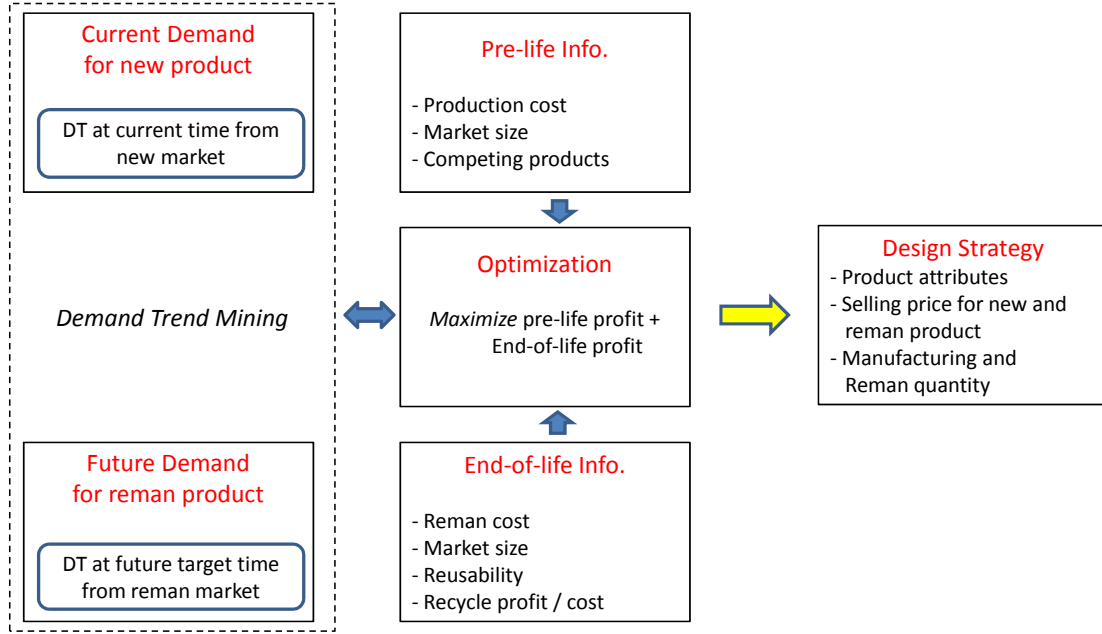 Current Demand
for new product
DT at current time from
new market
Demand Trend Mining
Future Demand
for reman product
DT at future target time
from reman market
Pre-life Info.
- Production cost
- Market size
- Competing products
Optimization
Maximize pre-life profit +
End-of-life profit
End-of-life Info.
- Reman cost
- Market size
- Reusability
- Recycle profit / cost
Design Strategy
- Product attributes
- Selling price for new and
reman product
- Manufacturing and
Reman quantity